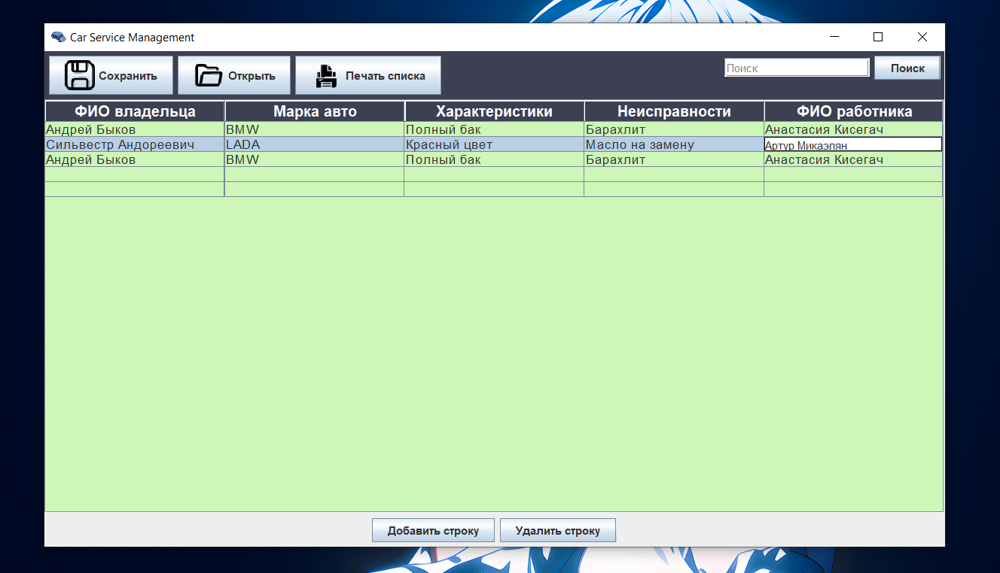 Car Service Management
Сохранить Открыть Печать списка Поиск Поиск
ФИО владельца Марка авто Характеристики Неисправности ФИО работника
Андрей Быков BMW Полный бак Барахлит Анастасия Кисегач
Сильвестр Андореевич LADA Красный цвет Масло на замену Артур Микаэлян
Андрей Быков BMW Полный бак Барахлит Анастасия Кисегач
Добавить строку Удалить строку